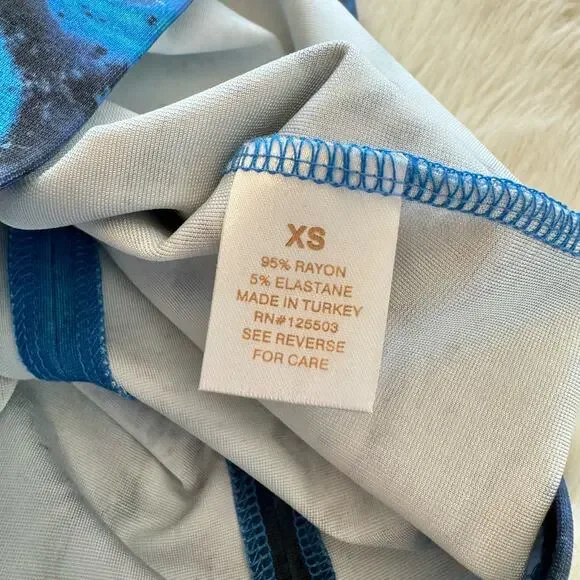 XS
95% RAYON
5% ELASTANE
MADE IN TURKEY
RN#125503
SEE REVERSE
FOR CARE